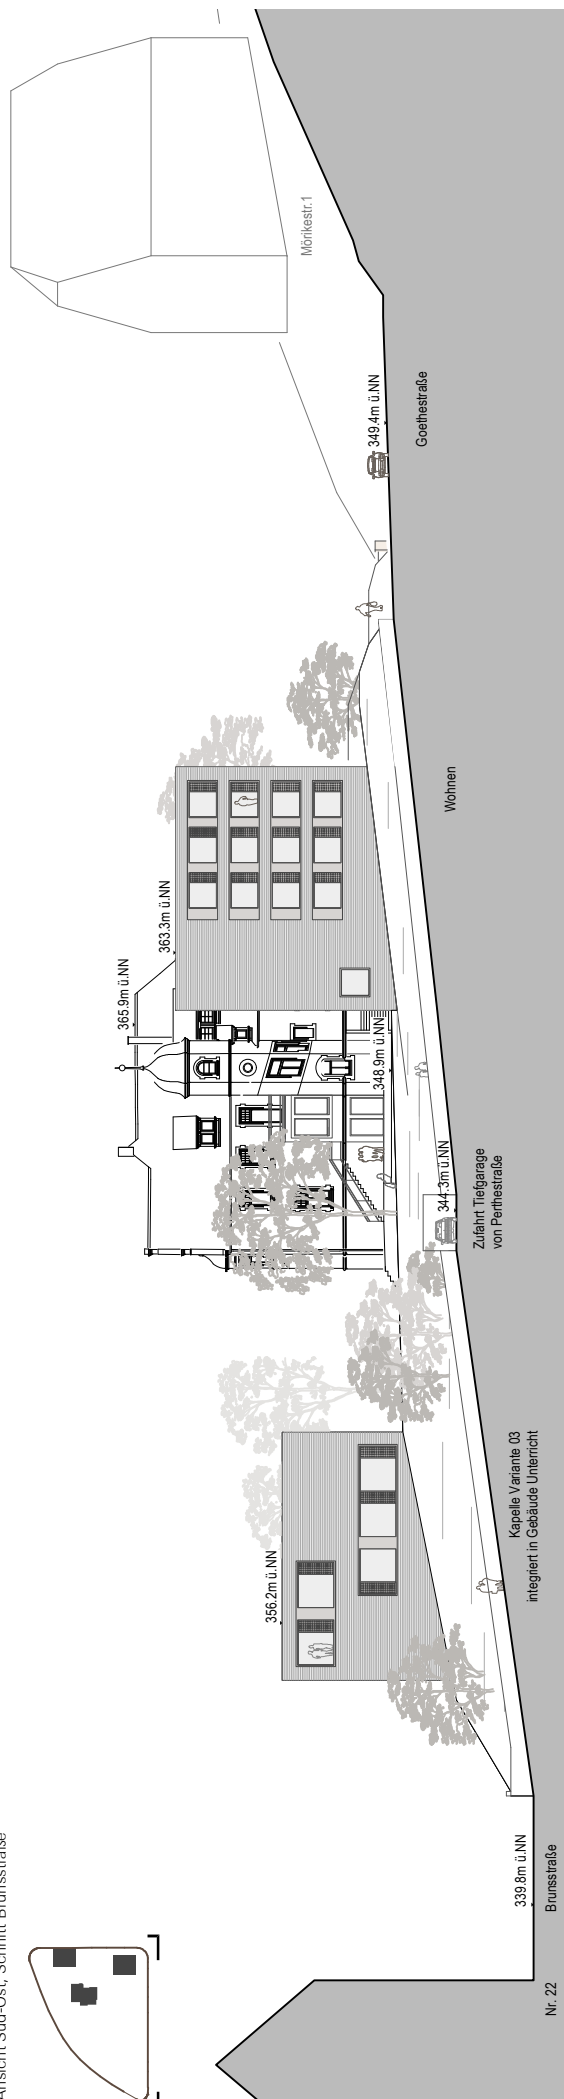 Ansicht Süd-Ost, Schnitt Brunsstraße
Nr. 22
Brunsstraße
339.8m ü.NN
356.2m ü.NN
Kapelle Variante 03
integriert in Gebäude Unterricht
Zufahrt Tiefgarage
von Perthestraße
344.3m ü.NN
348.9m ü.NN
365.9m ü.NN
363.3m ü.NN
Wohnen
Goethestraße
349.4m ü.NN
Mörikestr.1